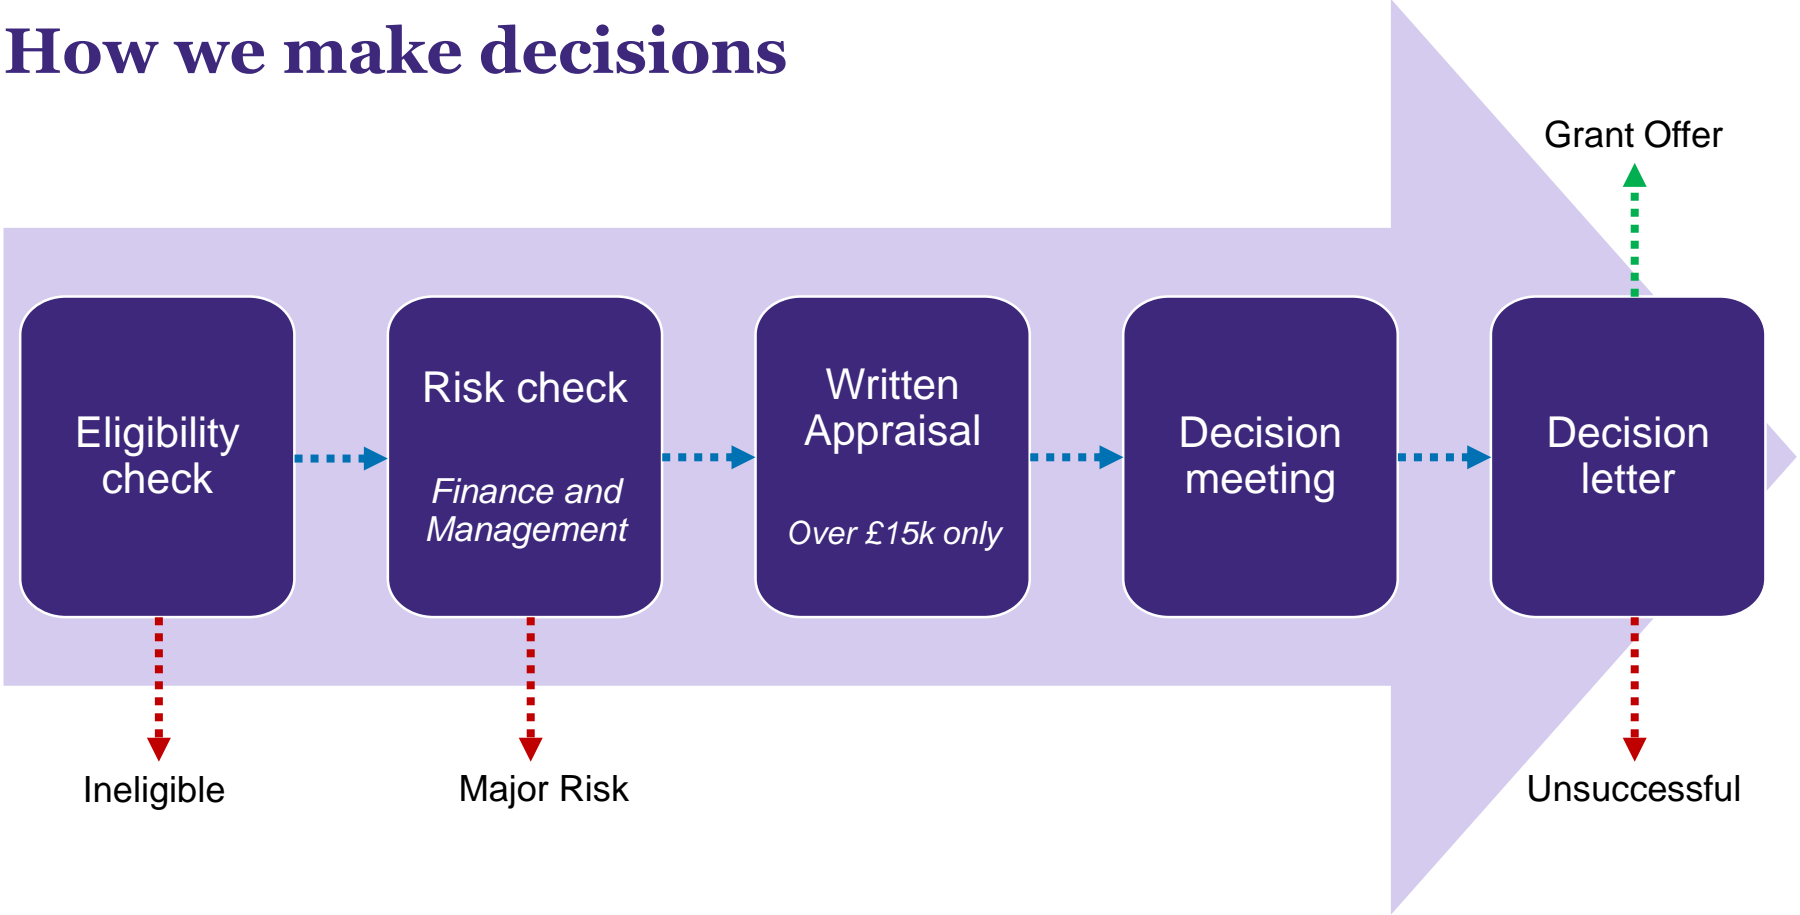 How we make decisions
Grant Offer
Eligibility
check
Risk check
Finance and
Management
Written
Appraisal
Over £15k only
Decision
meeting
Decision
letter
Ineligible
Major Risk
Unsuccessful